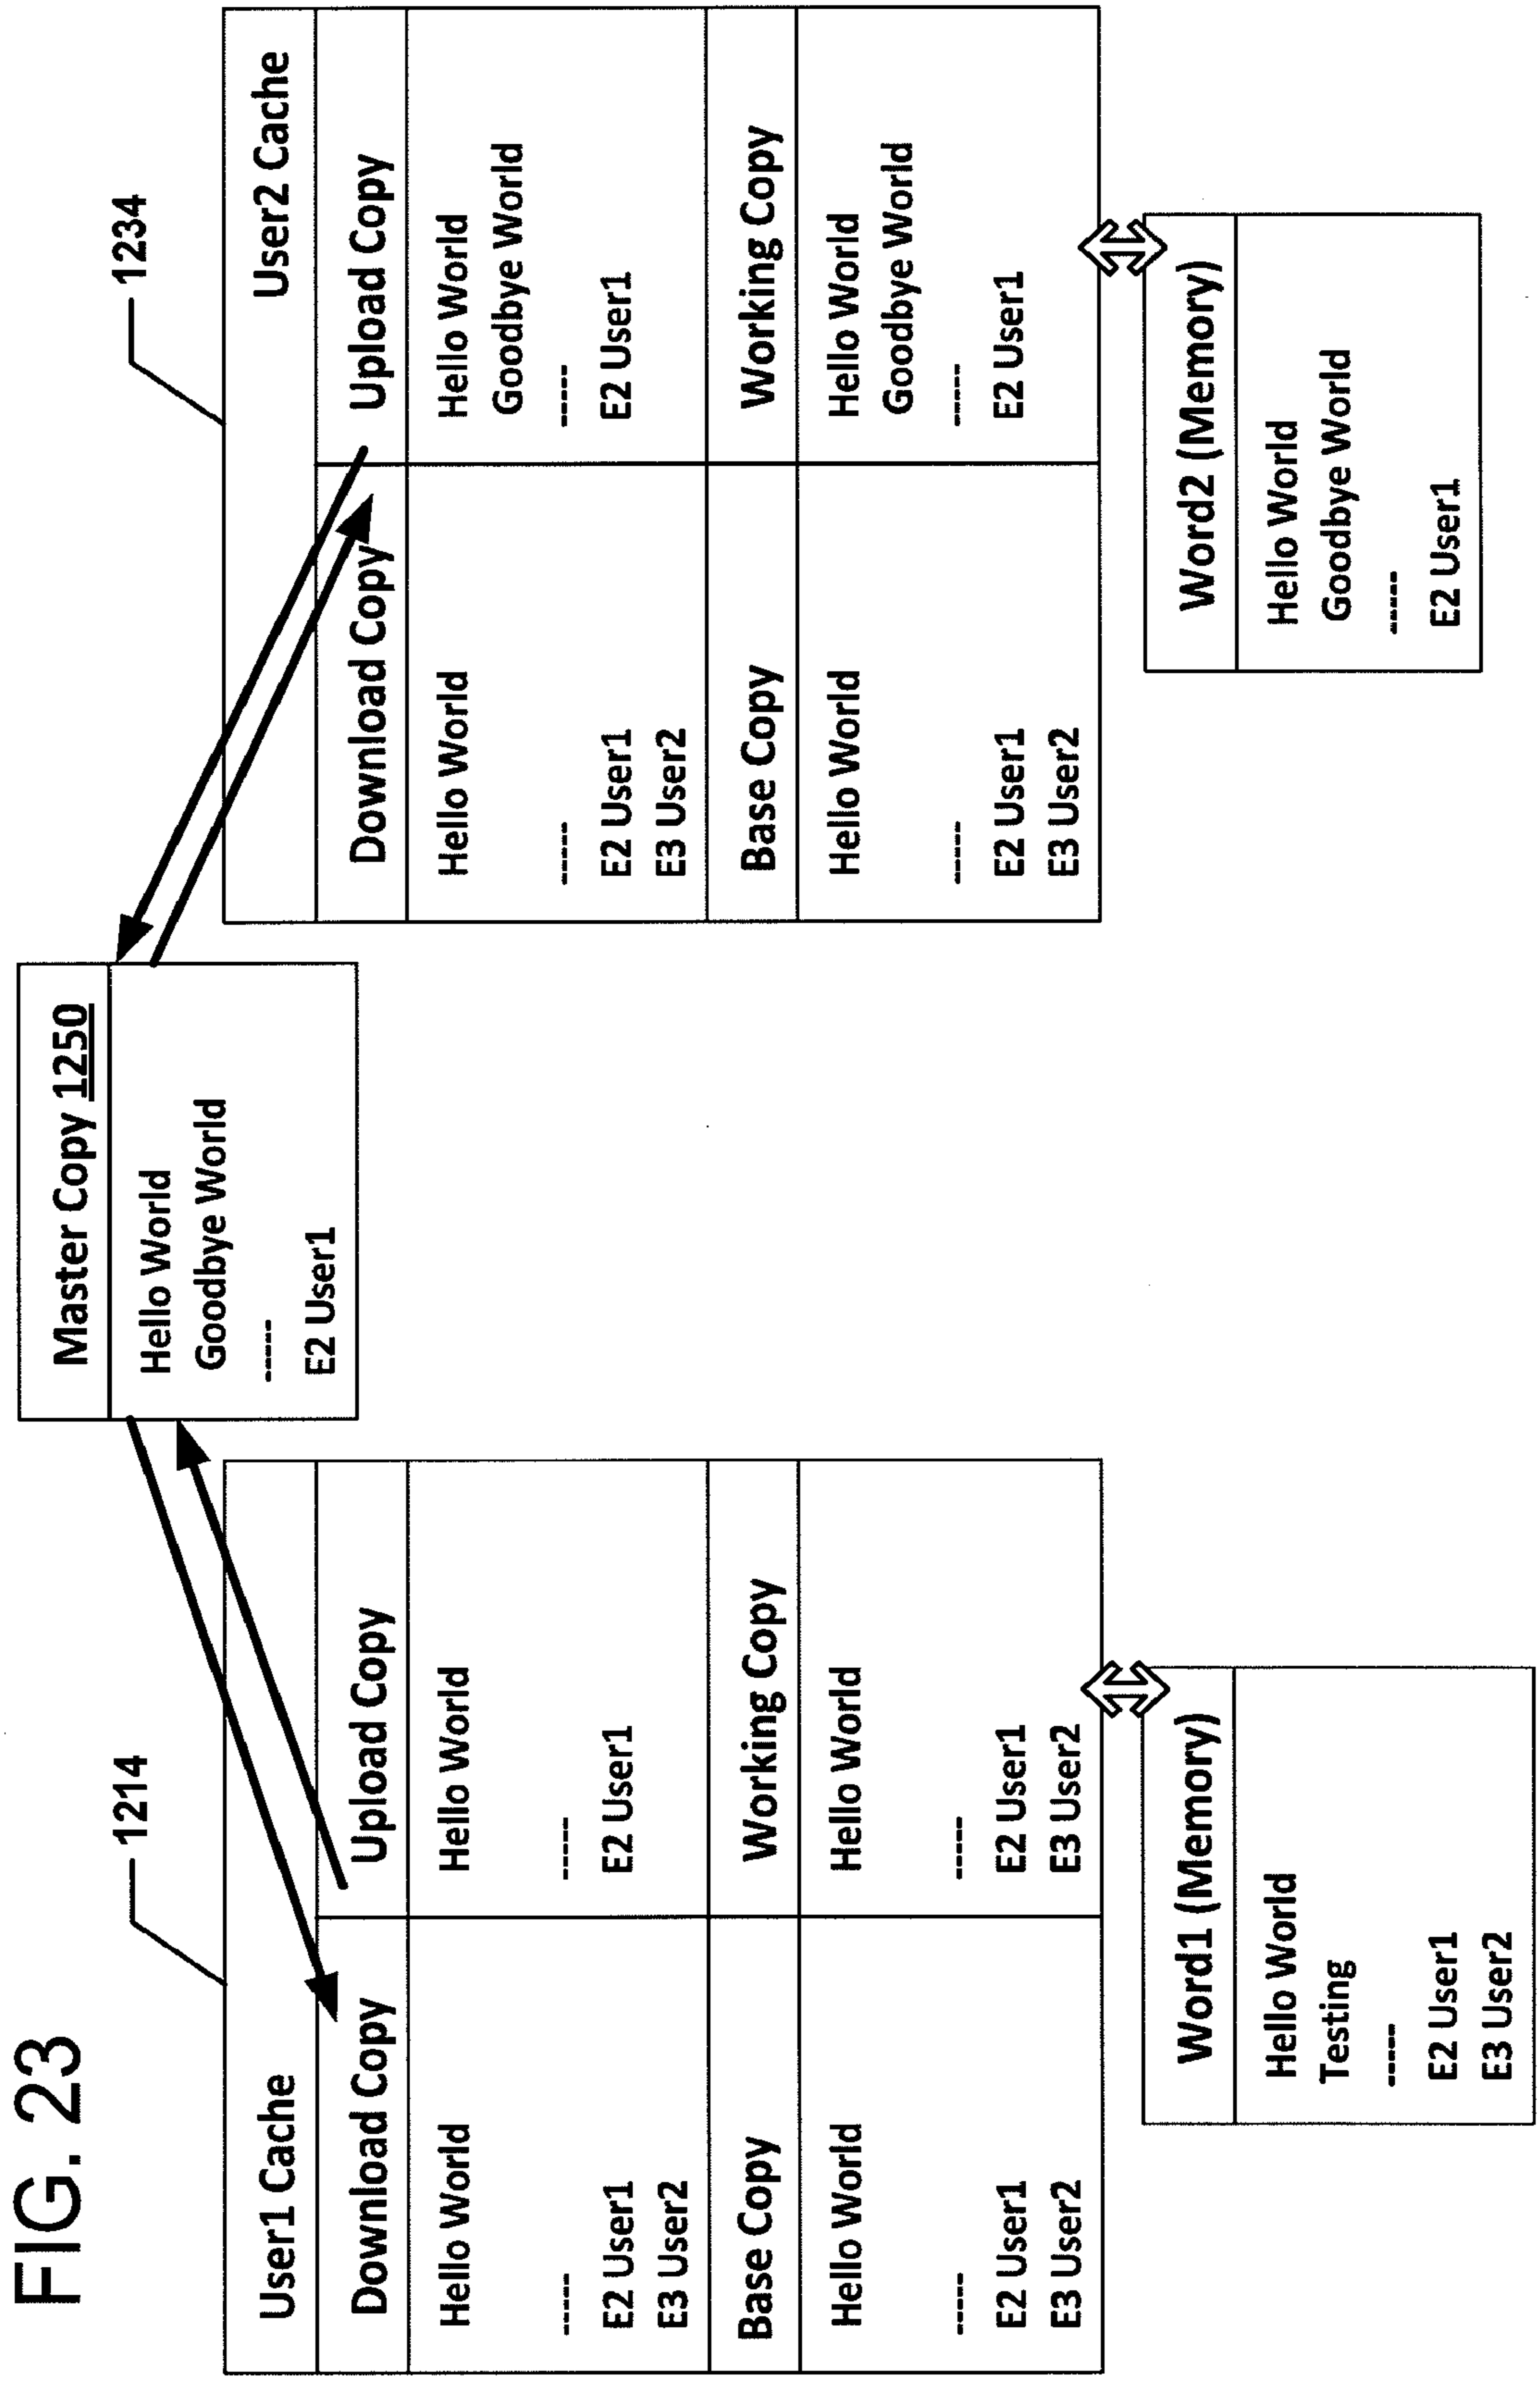 FIG. 23
Master Copy 1250
Hello World
Goodbye World
-----
E2 User1
1214
User1 Cache
Download Copy
Hello World
-----
E2 User1
E3 User2
Upload Copy
Hello World
-----
E2 User1
Base Copy
Hello World
-----
E2 User1
E3 User2
Working Copy
Hello World
-----
E2 User1
E3 User2
Word1 (Memory)
Hello World
Testing
-----
E2 User1
E3 User2
1234
User2 Cache
Download Copy
Hello World
-----
E2 User1
E3 User2
Upload Copy
Hello World
Goodbye World
-----
E2 User1
Base Copy
Hello World
-----
E2 User1
E3 User2
Working Copy
Hello World
Goodbye World
-----
E2 User1
Word2 (Memory)
Hello World
Goodbye World
-----
E2 User1